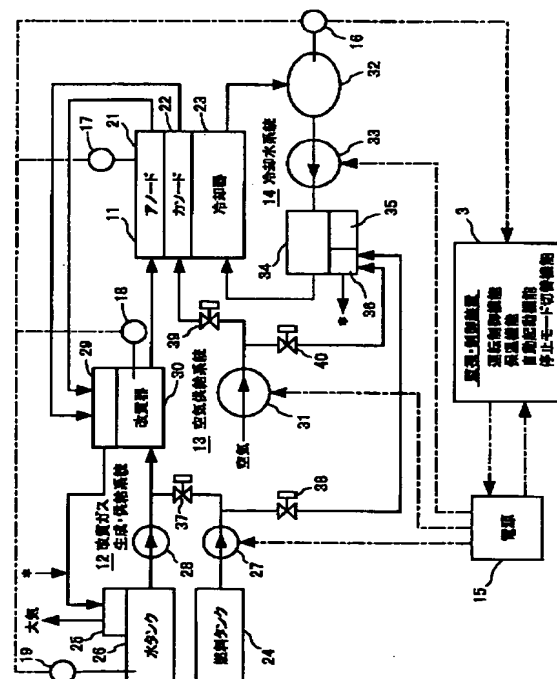 19
大気
*
25
26
水タンク
燃料タンク
24
12 改質ガス
生成・供給系統
28
27
37
38
29
18
改質器
30
13 空気供給系統
空気
31
39
40
17
11
21
アノード
22
カソード
23
冷却器
14 冷却水系統
34
35
36
*
33
32
16
15
電源
3
監視・制御装置
運転制御機能
保温機能
自動起動機能
停止モード切替機能